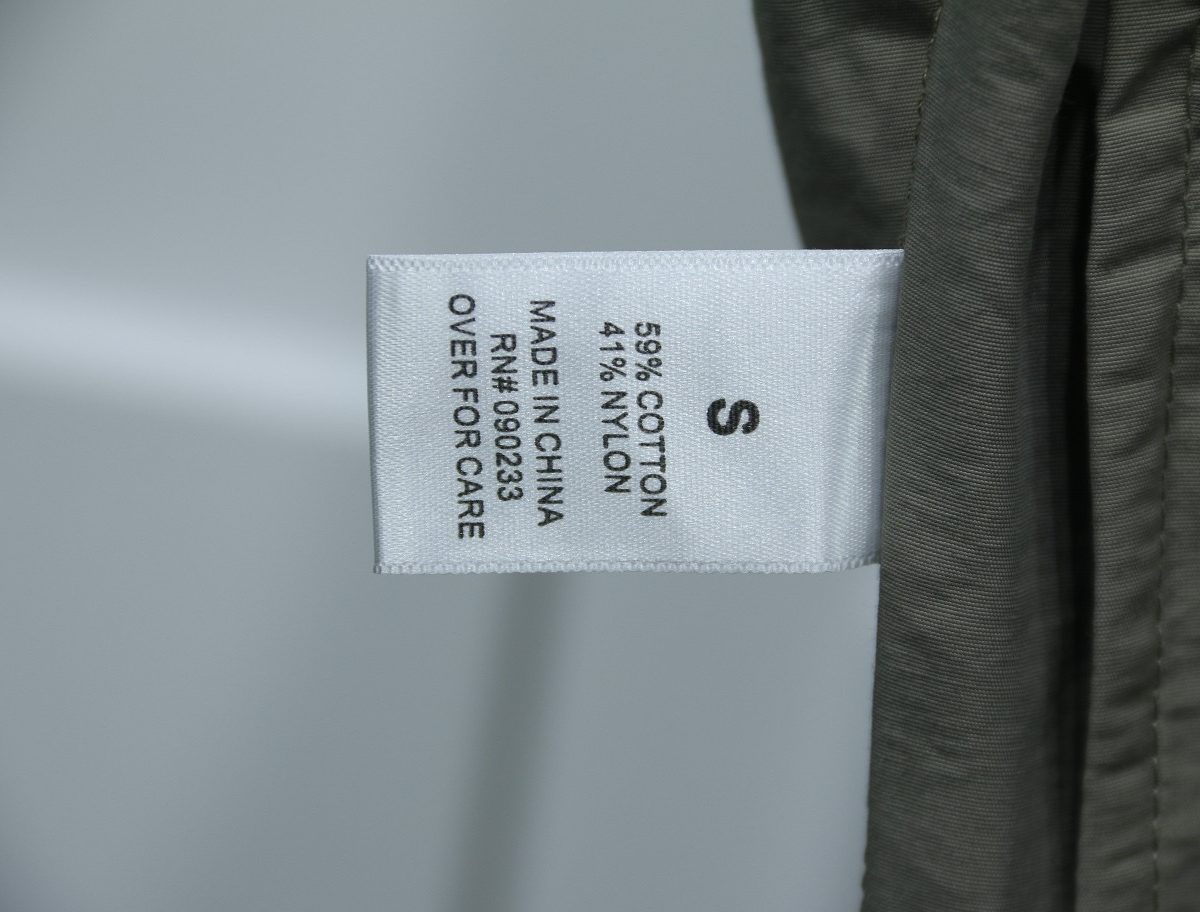 S
59% COTTON
41% NYLON
MADE IN CHINA
RN# 090233
OVER FOR CARE